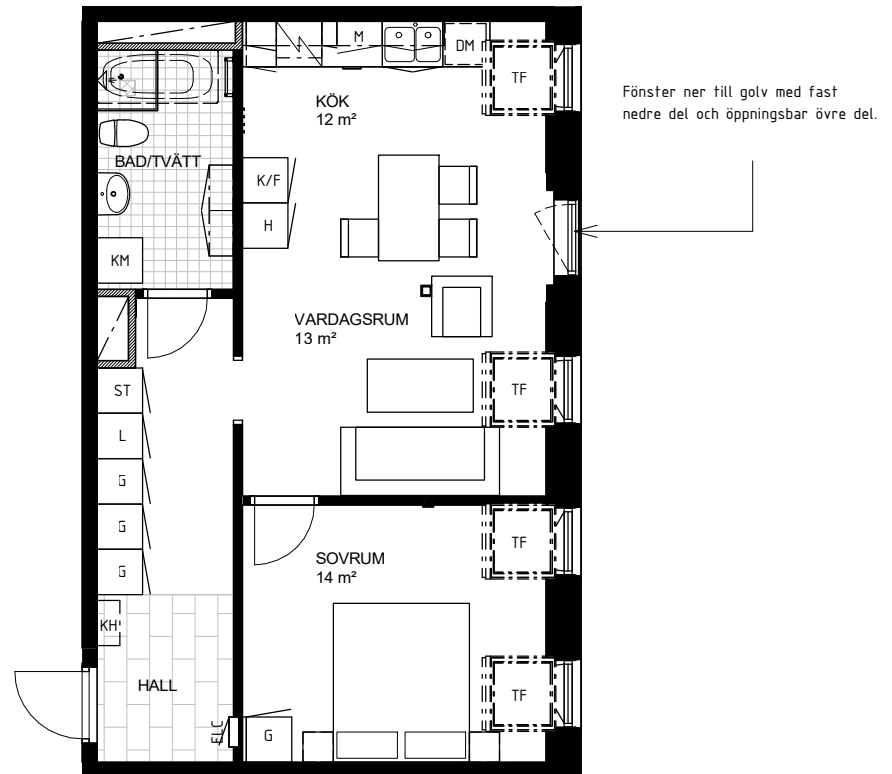 M
DM
TF
KÖK
12 m²
Fönster ner till golv med fast
nedre del och öppningsbar övre del.
BAD/TVÄTT
K/F
H
KM
VARDAGSRUM
13 m²
ST
TF
L
G
G
TF
SOVRUM
14 m²
G
KH
HALL
TF
ELC
G